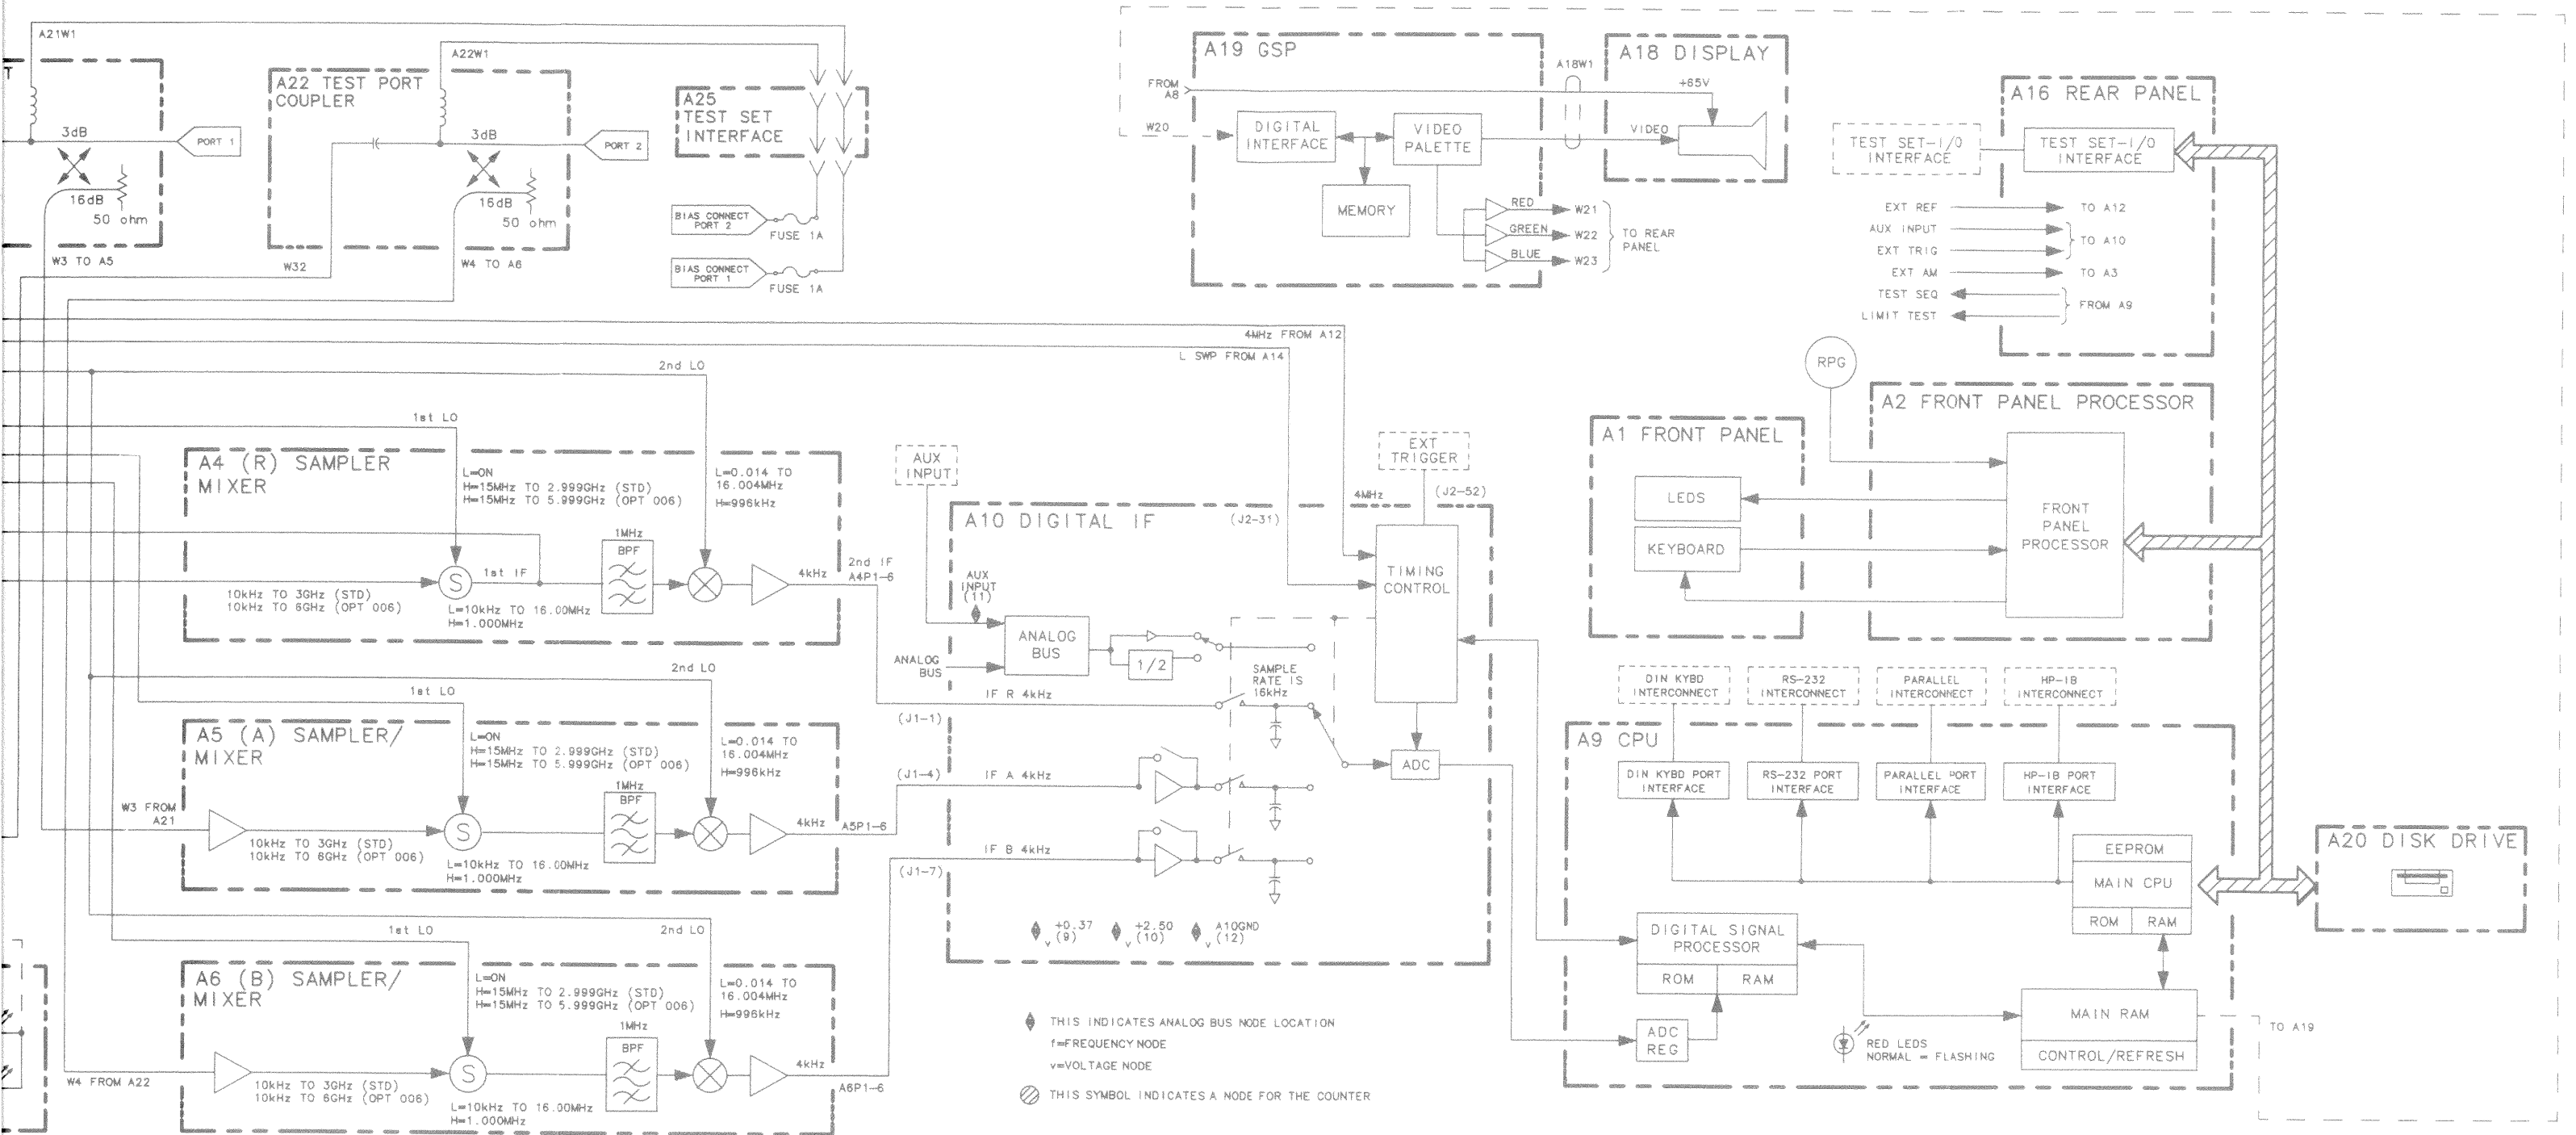 A21W1
T
3dB
PORT 1
16dB
50 ohm
W3 TO A5
A22W1
A22 TEST PORT
COUPLER
3dB
PORT 2
16dB
50 ohm
W32
W4 TO A6
A25
TEST SET
INTERFACE
BIAS CONNECT
PORT 2
FUSE 1A
BIAS CONNECT
PORT 1
FUSE 1A
A19 GSP
FROM
A8
W20
DIGITAL
INTERFACE
VIDEO
PALETTE
MEMORY
RED
W21
GREEN
W22
BLUE
W23
TO REAR
PANEL
A18W1
A18 DISPLAY
+65V
VIDEO
A16 REAR PANEL
TEST SET-I/O
INTERFACE
TEST SET-I/O
INTERFACE
EXT REF
TO A12
AUX INPUT
EXT TRIG
TO A10
EXT AM
TO A3
TEST SEQ
LIMIT TEST
FROM A9
4MHz FROM A12
L SWP FROM A14
RPG
A2 FRONT PANEL PROCESSOR
FRONT
PANEL
PROCESSOR
A1 FRONT PANEL
LEDS
KEYBOARD
2nd LO
1st LO
A4 (R) SAMPLER
MIXER
L=ON
H=15MHz TO 2.999GHz (STD)
H=15MHz TO 5.999GHz (OPT 006)
L=0.014 TO
16.004MHz
H=996kHz
1MHz
BPF
S
1st IF
10kHz TO 3GHz (STD)
10kHz TO 6GHz (OPT 006)
L=10kHz TO 16.00MHz
H=1.000MHz
4kHz
2nd IF
A4P1-6
2nd LO
1st LO
A5 (A) SAMPLER/
MIXER
L=ON
H=15MHz TO 2.999GHz (STD)
H=15MHz TO 5.999GHz (OPT 006)
L=0.014 TO
16.004MHz
H=996kHz
1MHz
BPF
S
W3 FROM
A21
10kHz TO 3GHz (STD)
10kHz TO 6GHz (OPT 006)
L=10kHz TO 16.00MHz
H=1.000MHz
4kHz
A5P1-6
1st LO
2nd LO
A6 (B) SAMPLER/
MIXER
L=ON
H=15MHz TO 2.999GHz (STD)
H=15MHz TO 5.999GHz (OPT 006)
L=0.014 TO
16.004MHz
H=996kHz
1MHz
BPF
S
W4 FROM A22
10kHz TO 3GHz (STD)
10kHz TO 6GHz (OPT 006)
L=10kHz TO 16.00MHz
H=1.000MHz
4kHz
A6P1-6
AUX
INPUT
EXT
TRIGGER
4MHz
(J2-52)
A10 DIGITAL IF
(J2-31)
TIMING
CONTROL
AUX
INPUT
(11)
ANALOG
BUS
ANALOG
BUS
1/2
SAMPLE
RATE IS
16kHz
IF R 4kHz
(J1-1)
(J1-4)
IF A 4kHz
ADC
IF B 4kHz
(J1-7)
+0.37
v (9)
+2.50
v (10)
A10GND
v (12)
THIS INDICATES ANALOG BUS NODE LOCATION
f=FREQUENCY NODE
v=VOLTAGE NODE
THIS SYMBOL INDICATES A NODE FOR THE COUNTER
DIN KYBD
INTERCONNECT
RS-232
INTERCONNECT
PARALLEL
INTERCONNECT
HP-IB
INTERCONNECT
A9 CPU
DIN KYBD PORT
INTERFACE
RS-232 PORT
INTERFACE
PARALLEL PORT
INTERFACE
HP-IB PORT
INTERFACE
EEPROM
MAIN CPU
ROM
RAM
DIGITAL SIGNAL
PROCESSOR
ROM
RAM
ADC
REG
RED LEDS
NORMAL = FLASHING
MAIN RAM
CONTROL/REFRESH
TO A19
A20 DISK DRIVE